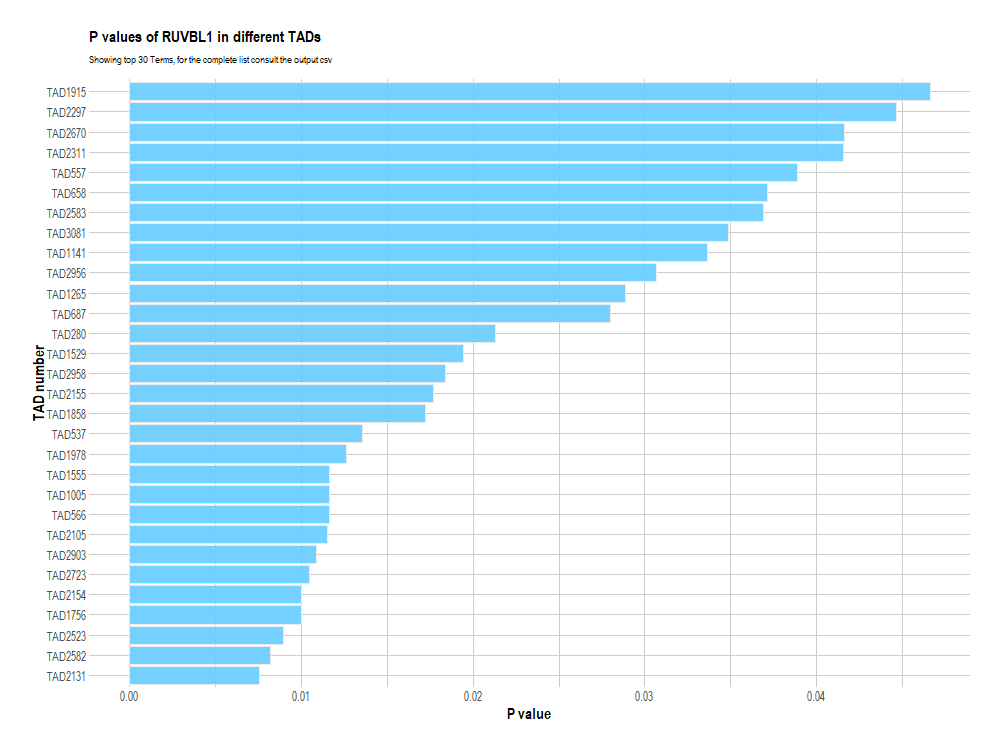 P values of RUVBL1 in different TADs
Showing top 30 Terms, for the complete list consult the output csv
TAD number
TAD1915
TAD2297
TAD2670
TAD2311
TAD557
TAD658
TAD2583
TAD3081
TAD1141
TAD2956
TAD1265
TAD687
TAD280
TAD1529
TAD2958
TAD2155
TAD1858
TAD537
TAD1978
TAD1555
TAD1005
TAD566
TAD2105
TAD2903
TAD2723
TAD2154
TAD1756
TAD2523
TAD2582
TAD2131
0.00 0.01 0.02 0.03 0.04
P value